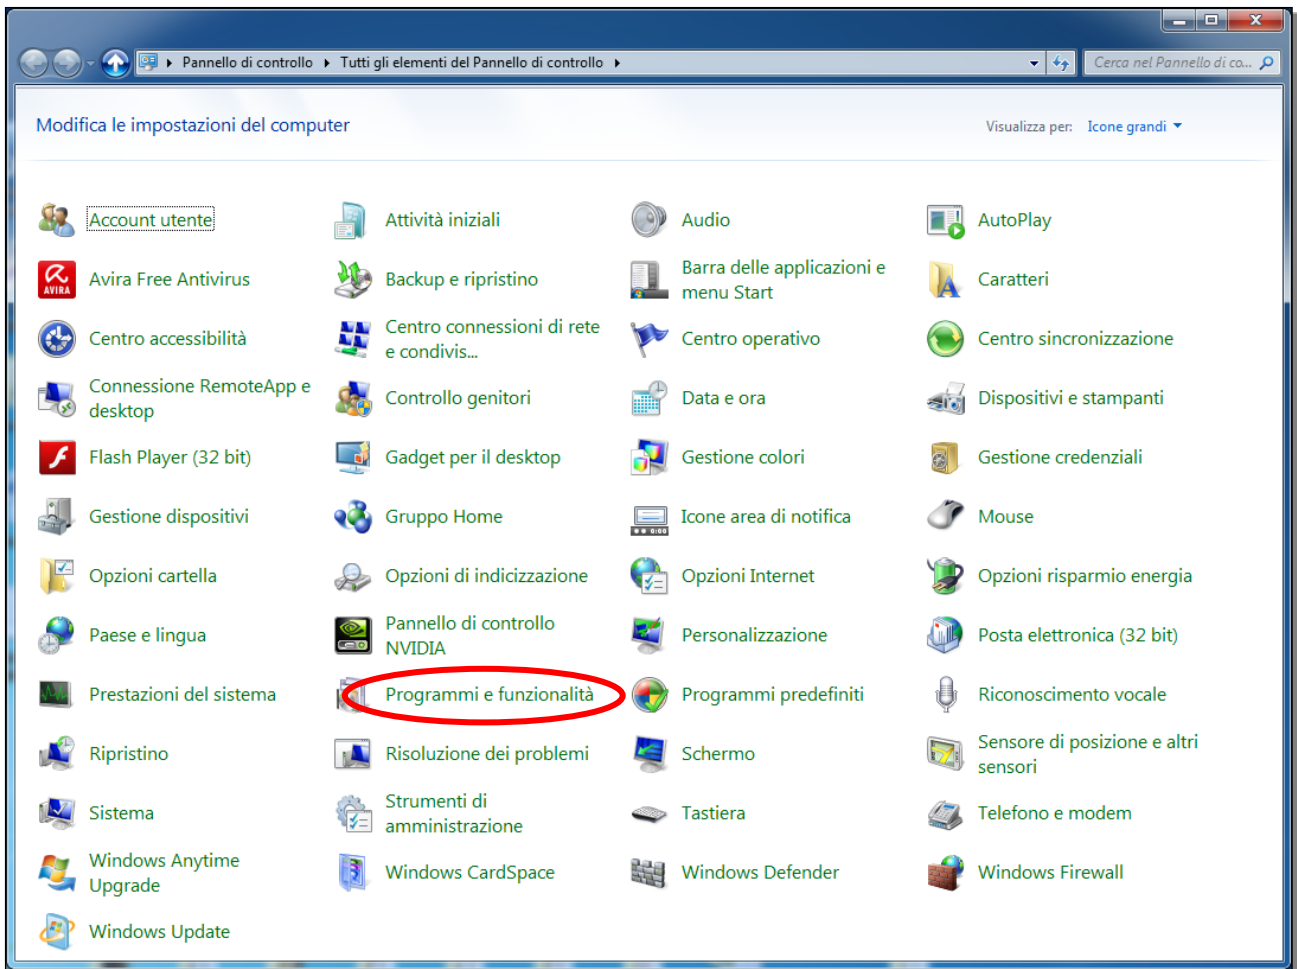 Pannello di controllo Tutti gli elementi del Pannello di controllo
Cerca nel Pannello di co...
Modifica le impostazioni del computer
Visualizza per: Icone grandi
Account utente
Attività iniziali
Audio
AutoPlay
AVIRA
Avira Free Antivirus
Backup e ripristino
Barra delle applicazioni e
menu Start
Caratteri
Centro accessibilità
Centro connessioni di rete
e condivis...
Centro operativo
Centro sincronizzazione
Connessione RemoteApp e
desktop
Controllo genitori
Data e ora
Dispositivi e stampanti
Flash Player (32 bit)
Gadget per il desktop
Gestione colori
Gestione credenziali
Gestione dispositivi
Gruppo Home
Icone area di notifica
Mouse
Opzioni cartella
Opzioni di indicizzazione
Opzioni Internet
Opzioni risparmio energia
Paese e lingua
Pannello di controllo
NVIDIA
Personalizzazione
Posta elettronica (32 bit)
Prestazioni del sistema
Programmi e funzionalità
Programmi predefiniti
Riconoscimento vocale
Ripristino
Risoluzione dei problemi
Schermo
Sensore di posizione e altri
sensori
Sistema
Strumenti di
amministrazione
Tastiera
Telefono e modem
Windows Anytime
Upgrade
Windows CardSpace
Windows Defender
Windows Firewall
Windows Update